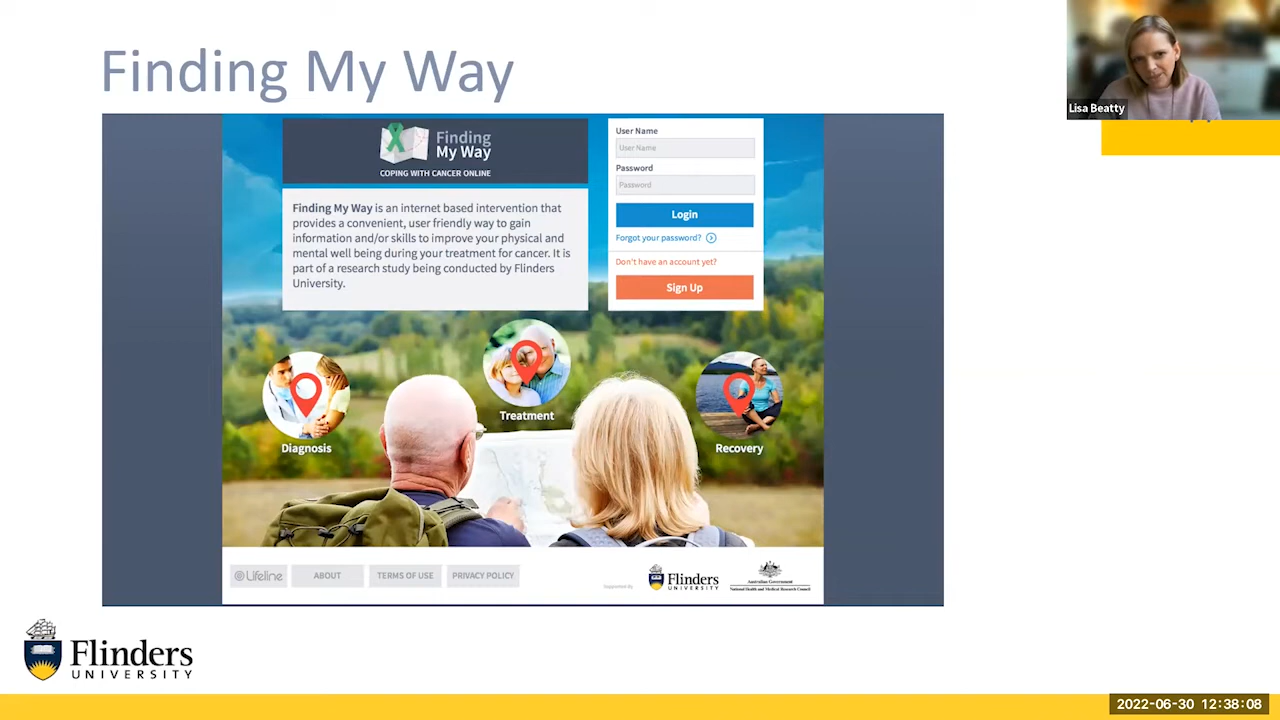 Finding My Way
Lisa Beatty
Finding
My Way
COPING WITH CANCER ONLINE
Finding My Way is an internet based intervention that
provides a convenient, user friendly way to gain
information and/or skills to improve your physical and
mental well being during your treatment for cancer. It is
part of a research study being conducted by Flinders
University.
User Name
User Name
Password
Password
Login
Forgot your password?
Don't have an account yet?
Sign Up
Diagnosis
Treatment
Recovery
Lifeline
ABOUT
TERMS OF USE
PRIVACY POLICY
Supported By
Flinders
UNIVERSITY
Australian Government
National Health and Medical Research Council
Flinders
UNIVERSITY
2022-06-30 12:38:08